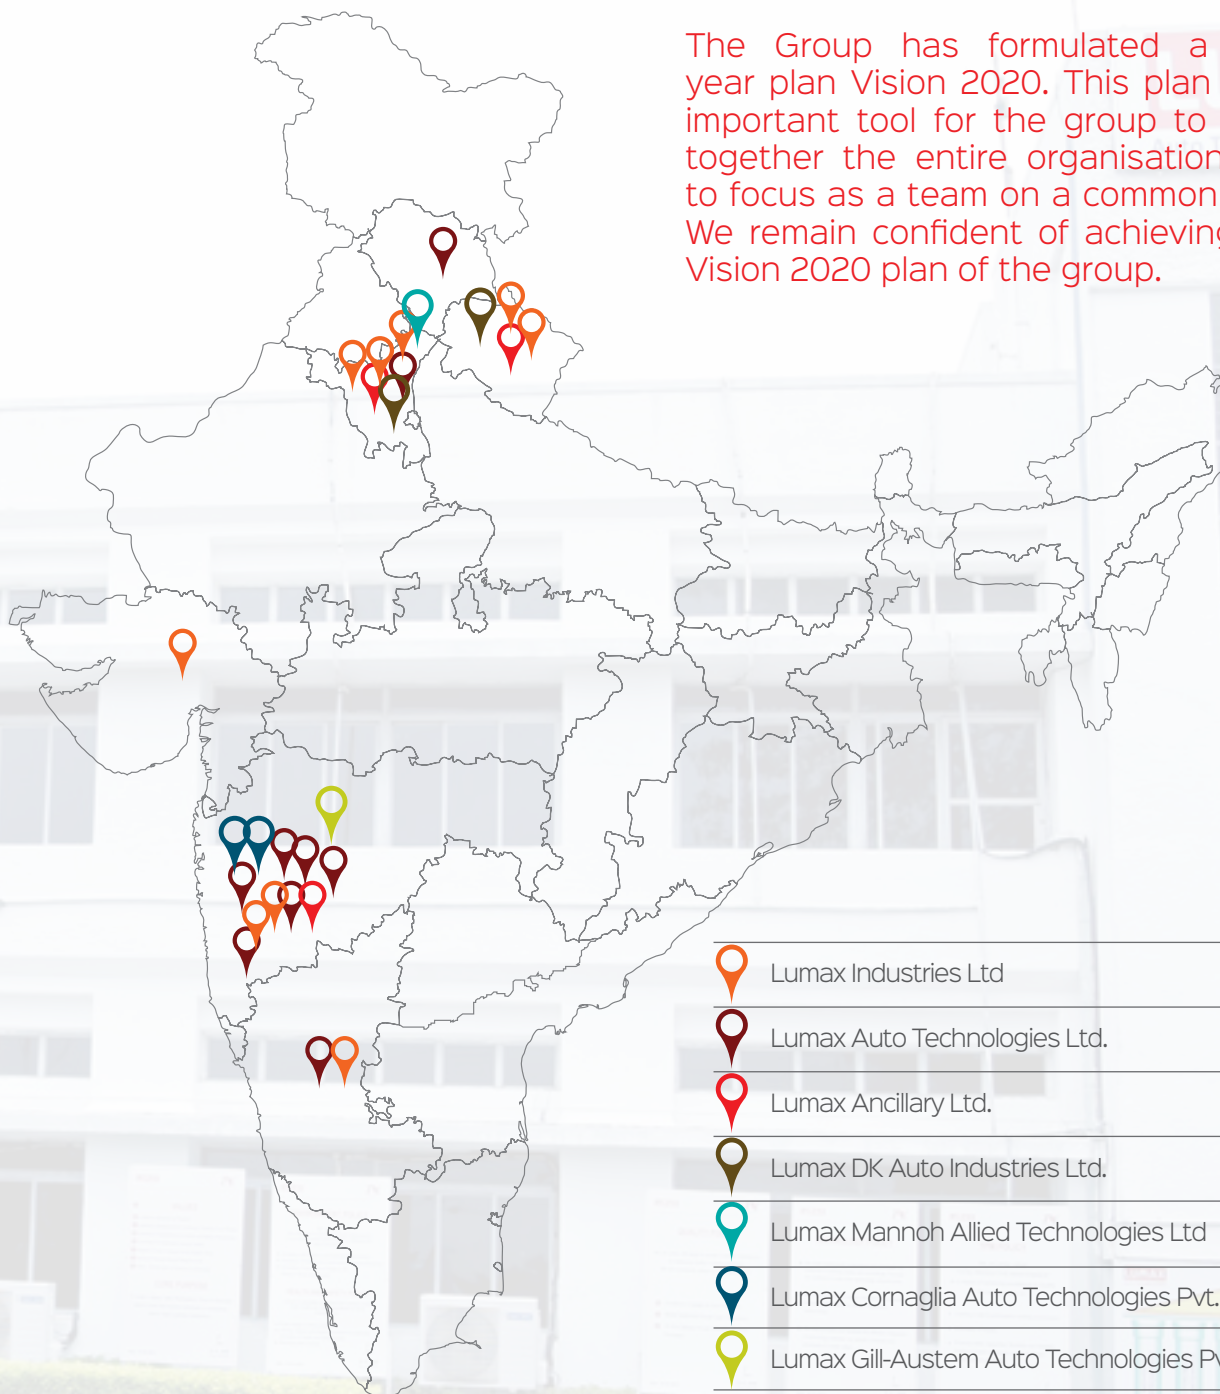 The Group has formulated a
year plan Vision 2020. This plan
important tool for the group to
together the entire organisation
to focus as a team on a common
We remain confident of achieving
Vision 2020 plan of the group.
Lumax Industries Ltd
Lumax Auto Technologies Ltd.
Lumax Ancillary Ltd.
Lumax DK Auto Industries Ltd.
Lumax Mannoh Allied Technologies Ltd
Lumax Cornaglia Auto Technologies Pvt.
Lumax Gill-Austem Auto Technologies